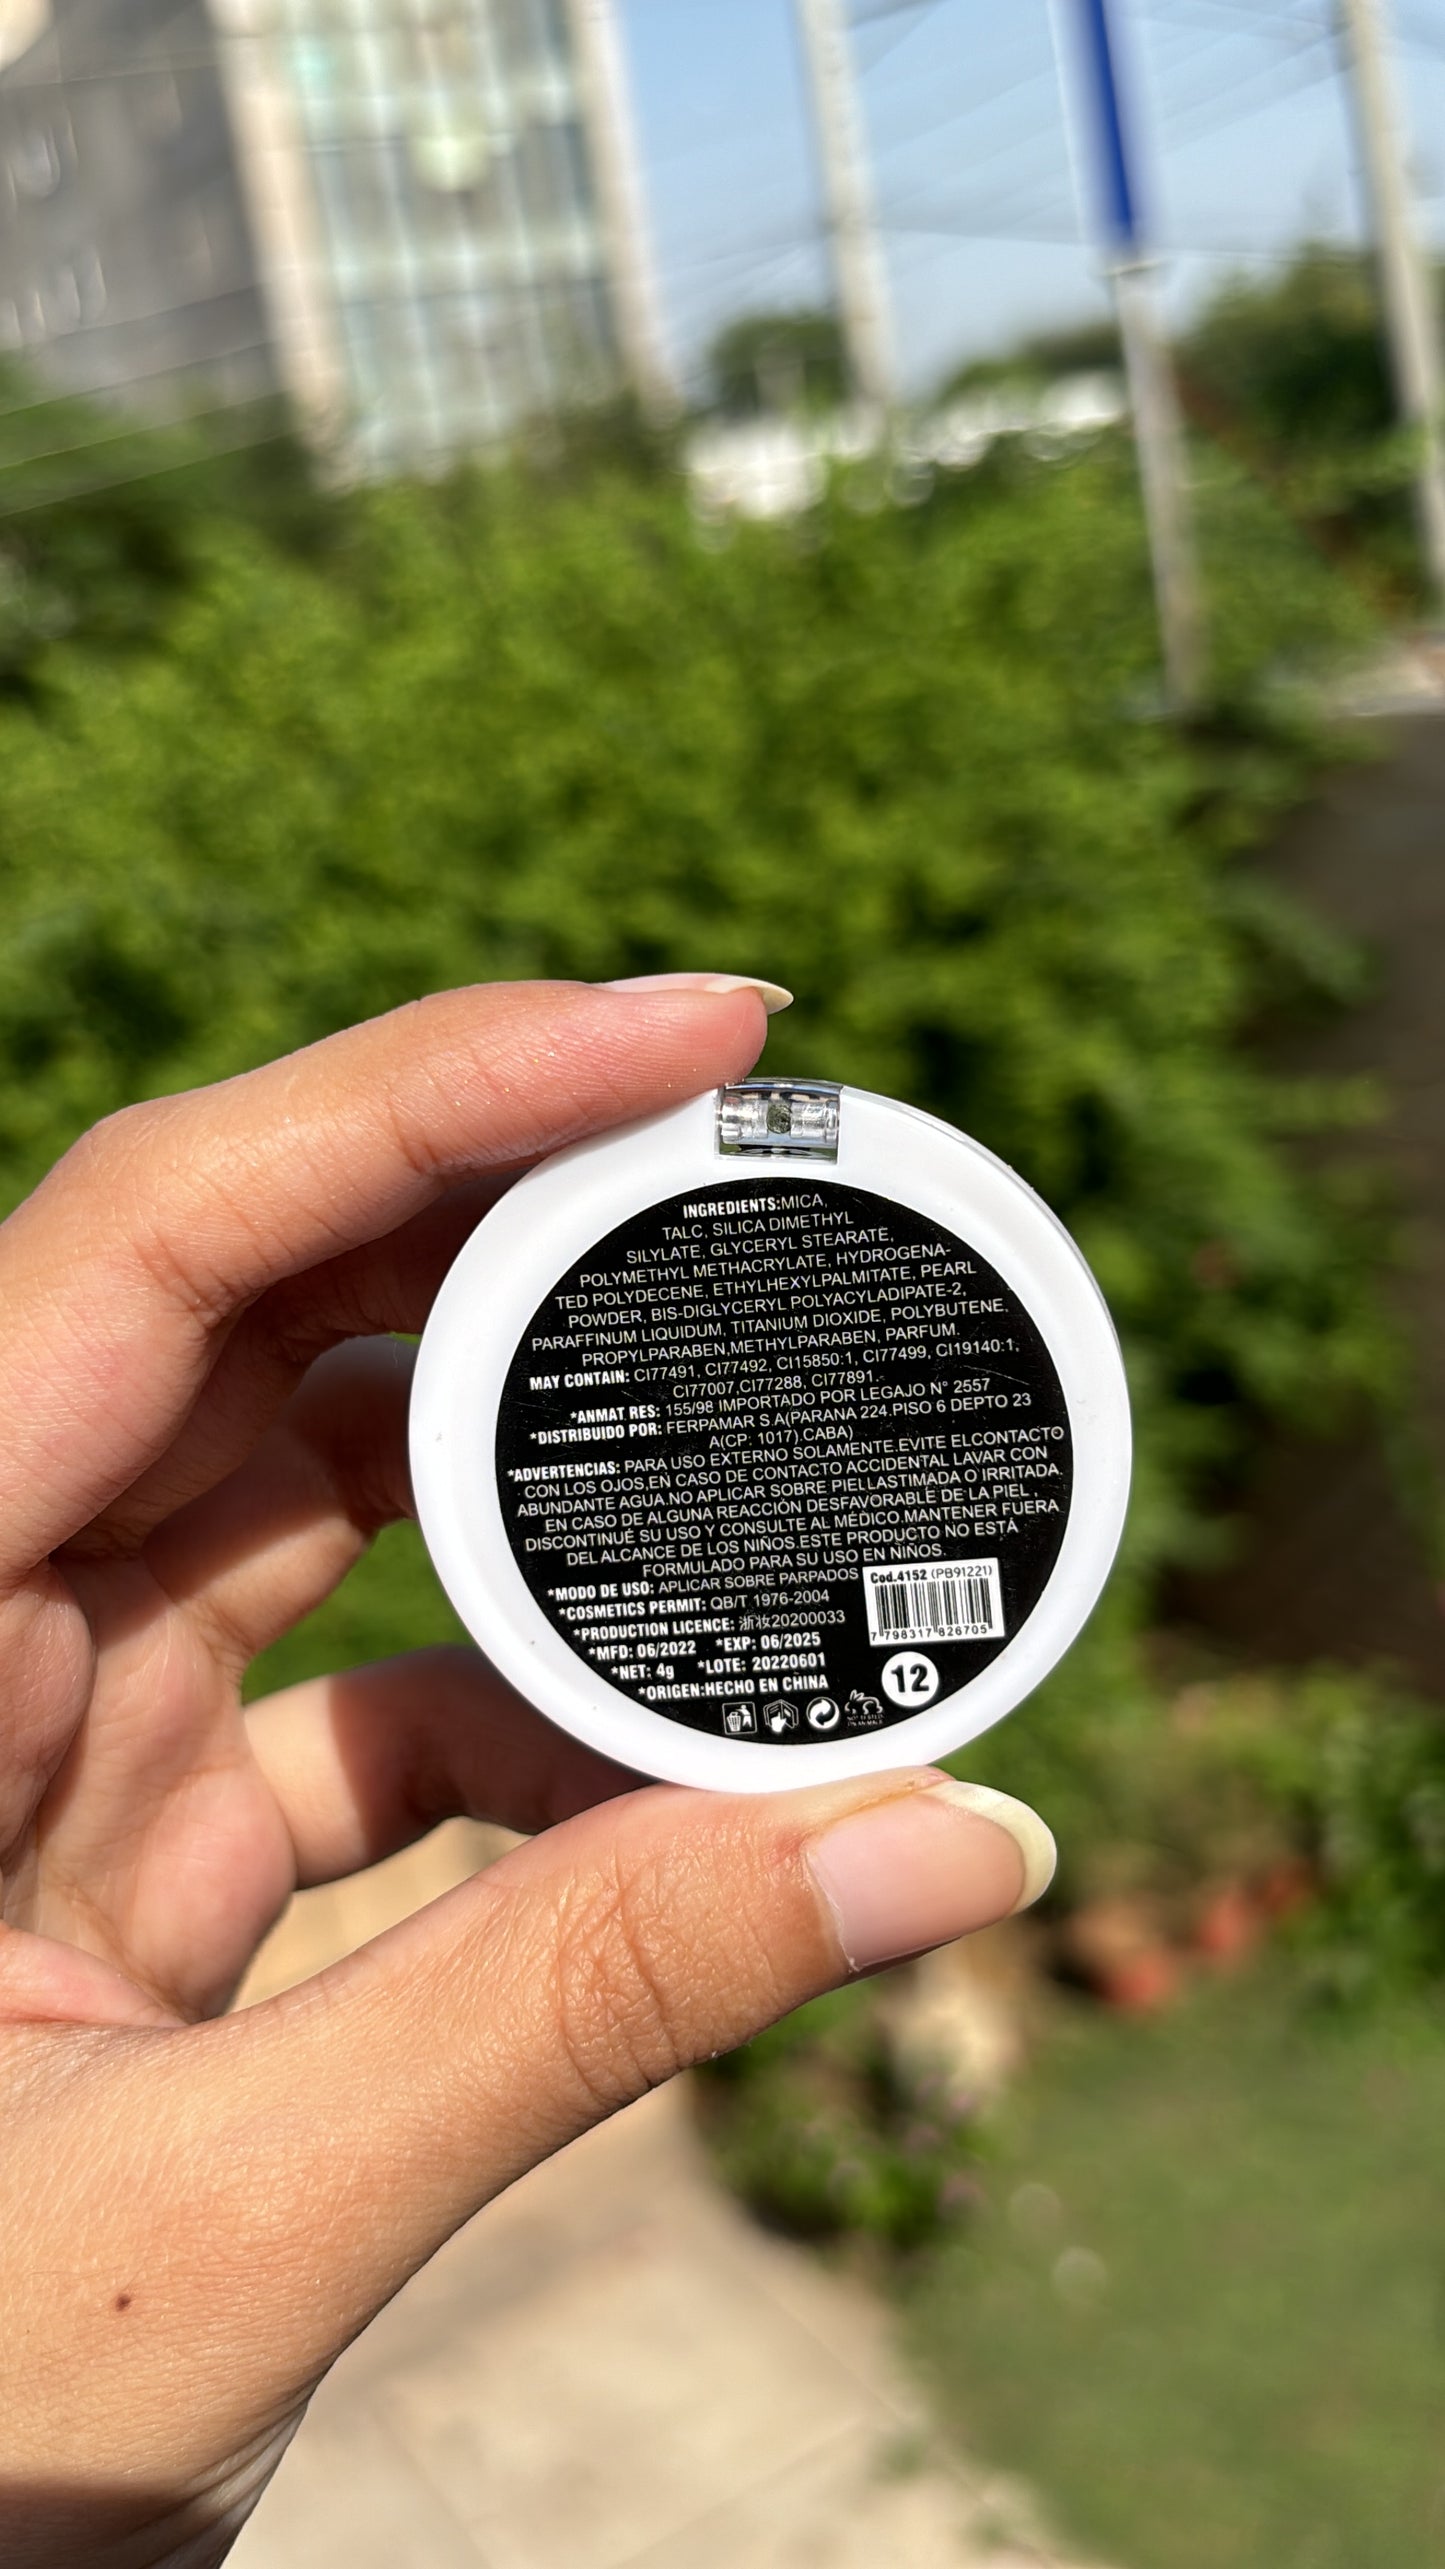 INGREDIENTS:MICA,
TALC, SILICA DIMETHYL
SILYLATE, GLYCERYL STEARATE,
POLYMETHYL METHACRYLATE, HYDROGENA-
TED POLYDECENE, ETHYLHEXYLPALMITATE, PEARL
POWDER, BIS-DIGLYCERYL POLYACYLADIPATE-2,
PARAFFINUM LIQUIDUM, TITANIUM DIOXIDE, POLYBUTENE,
PROPYLPARABEN,METHYLPARABEN, PARFUM.
MAY CONTAIN: CI77491, CI77492, CI15850:1, CI77499, CI19140:1,
CI77007,CI77288, CI77891.
*ANMAT RES: 155/98 IMPORTADO POR LEGAJO N° 2557
*DISTRIBUIDO POR: FERPAMAR S.A(PARANA 224.PISO 6 DEPTO 23
A(CP: 1017).CABA)
*ADVERTENCIAS: PARA USO EXTERNO SOLAMENTE.EVITE ELCONTACTO
CON LOS OJOS,EN CASO DE CONTACTO ACCIDENTAL LAVAR CON
ABUNDANTE AGUA.NO APLICAR SOBRE PIELLASTIMADA O IRRITADA.
EN CASO DE ALGUNA REACCIÓN DESFAVORABLE DE LA PIEL,
DISCONTINUÉ SU USO Y CONSULTE AL MÉDICO.MANTENER FUERA
DEL ALCANCE DE LOS NIÑOS.ESTE PRODUCTO NO ESTÁ
FORMULADO PARA SU USO EN NIÑOS.
*MODO DE USO: APLICAR SOBRE PARPADOS
Cod.4152 (PB91221)
*COSMETICS PERMIT: QB/T 1976-2004
*PRODUCTION LICENCE: 浙妆20200033
7 798317 826705
*MFD: 06/2022 *EXP: 06/2025
*NET: 4g *LOTE: 20220601
*ORIGEN:HECHO EN CHINA
12